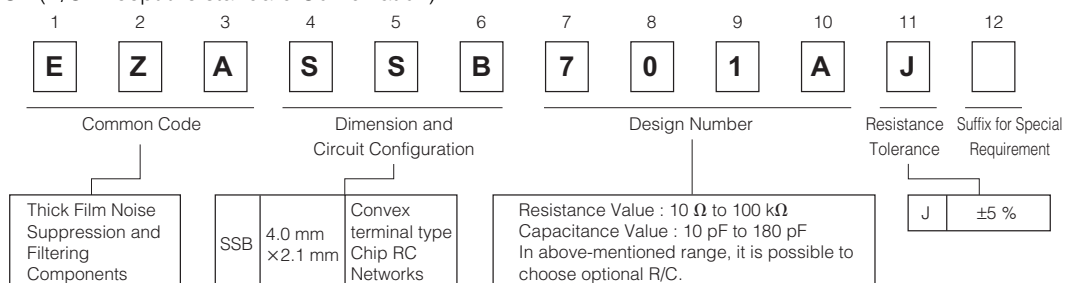 1 2 3 4 5 6 7 8 9 10 11 12
E Z A S S B 7 0 1 A J
Common Code Dimension and Design Number Resistance Suffix for Special
Circuit Configuration Tolerance Requirement
Thick Film Noise
Suppression and
Filtering
Components
SSB
4.0 mm
×2.1 mm
Convex
terminal type
Chip RC
Networks
Resistance Value : 10 Ω to 100 kΩ
Capacitance Value : 10 pF to 180 pF
In above-mentioned range, it is possible to
choose optional R/C.
J ±5 %